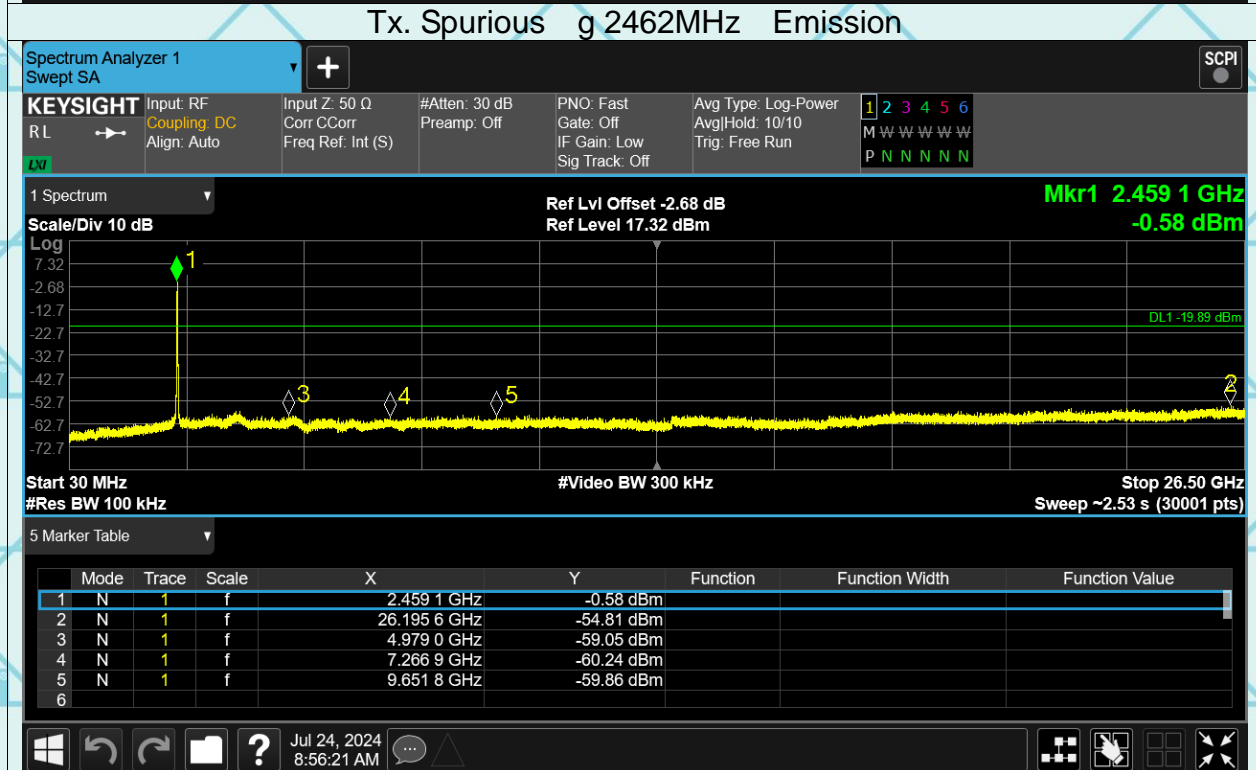 Tx. Spurious g 2462MHz Emission
Spectrum Analyzer 1
Swept SA
+
SCPI
KEYSIGHT
R L
LXI
Input: RF
Coupling: DC
Align: Auto
Input Z: 50 Ω
Corr CCorr
Freq Ref: Int (S)
#Atten: 30 dB
Preamp: Off
PNO: Fast
Gate: Off
IF Gain: Low
Sig Track: Off
Avg Type: Log-Power
Avg|Hold: 10/10
Trig: Free Run
1 2 3 4 5 6
M W W W W W
P N N N N N
1 Spectrum
Scale/Div 10 dB
Ref Lvl Offset -2.68 dB
Ref Level 17.32 dBm
Mkr1 2.459 1 GHz
-0.58 dBm
Log
7.32
-2.68
-12.7
-22.7
-32.7
-42.7
-52.7
-62.7
-72.7
1
DL1 -19.89 dBm
3
4
5
2
Start 30 MHz
#Video BW 300 kHz
Stop 26.50 GHz
#Res BW 100 kHz
Sweep ~2.53 s (30001 pts)
5 Marker Table
Mode Trace Scale X Y Function Function Width Function Value
1 N 1 f 2.459 1 GHz -0.58 dBm
2 N 1 f 26.195 6 GHz -54.81 dBm
3 N 1 f 4.979 0 GHz -59.05 dBm
4 N 1 f 7.266 9 GHz -60.24 dBm
5 N 1 f 9.651 8 GHz -59.86 dBm
6
?
Jul 24, 2024
8:56:21 AM